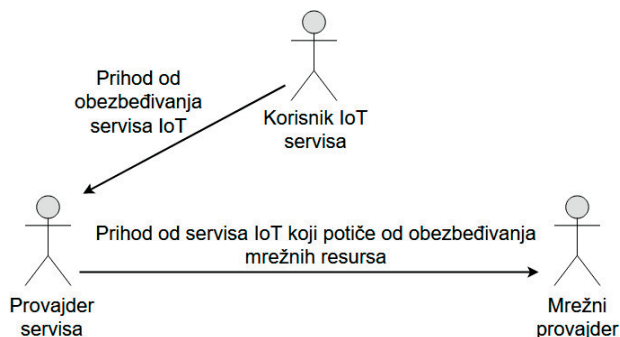 Prihod od
obezbeđivanja
servisa IoT
Korisnik IoT
servisa
Prihod od servisa IoT koji potiče od obezbeđivanja
mrežnih resursa
Provajder
servisa
Mrežni
provajder